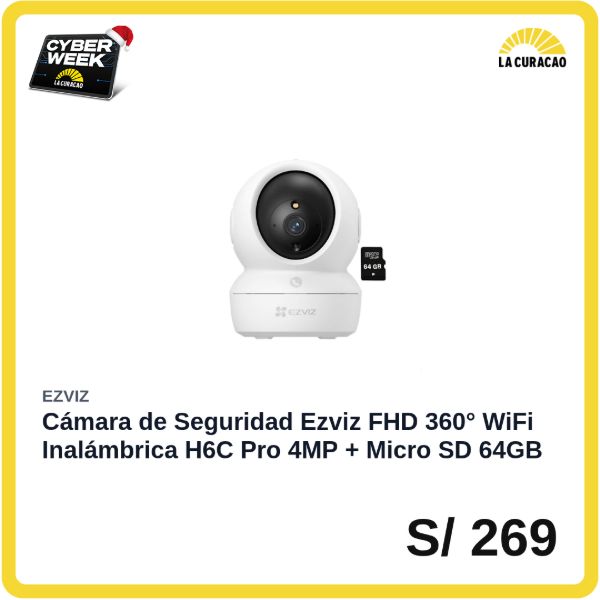 CYBER
WEEK
LA CURACAO
LA CURACAO
64 GB
EZVIZ
EZVIZ
Cámara de Seguridad Ezviz FHD 360° WiFi
Inalámbrica H6C Pro 4MP + Micro SD 64GB
S/ 269